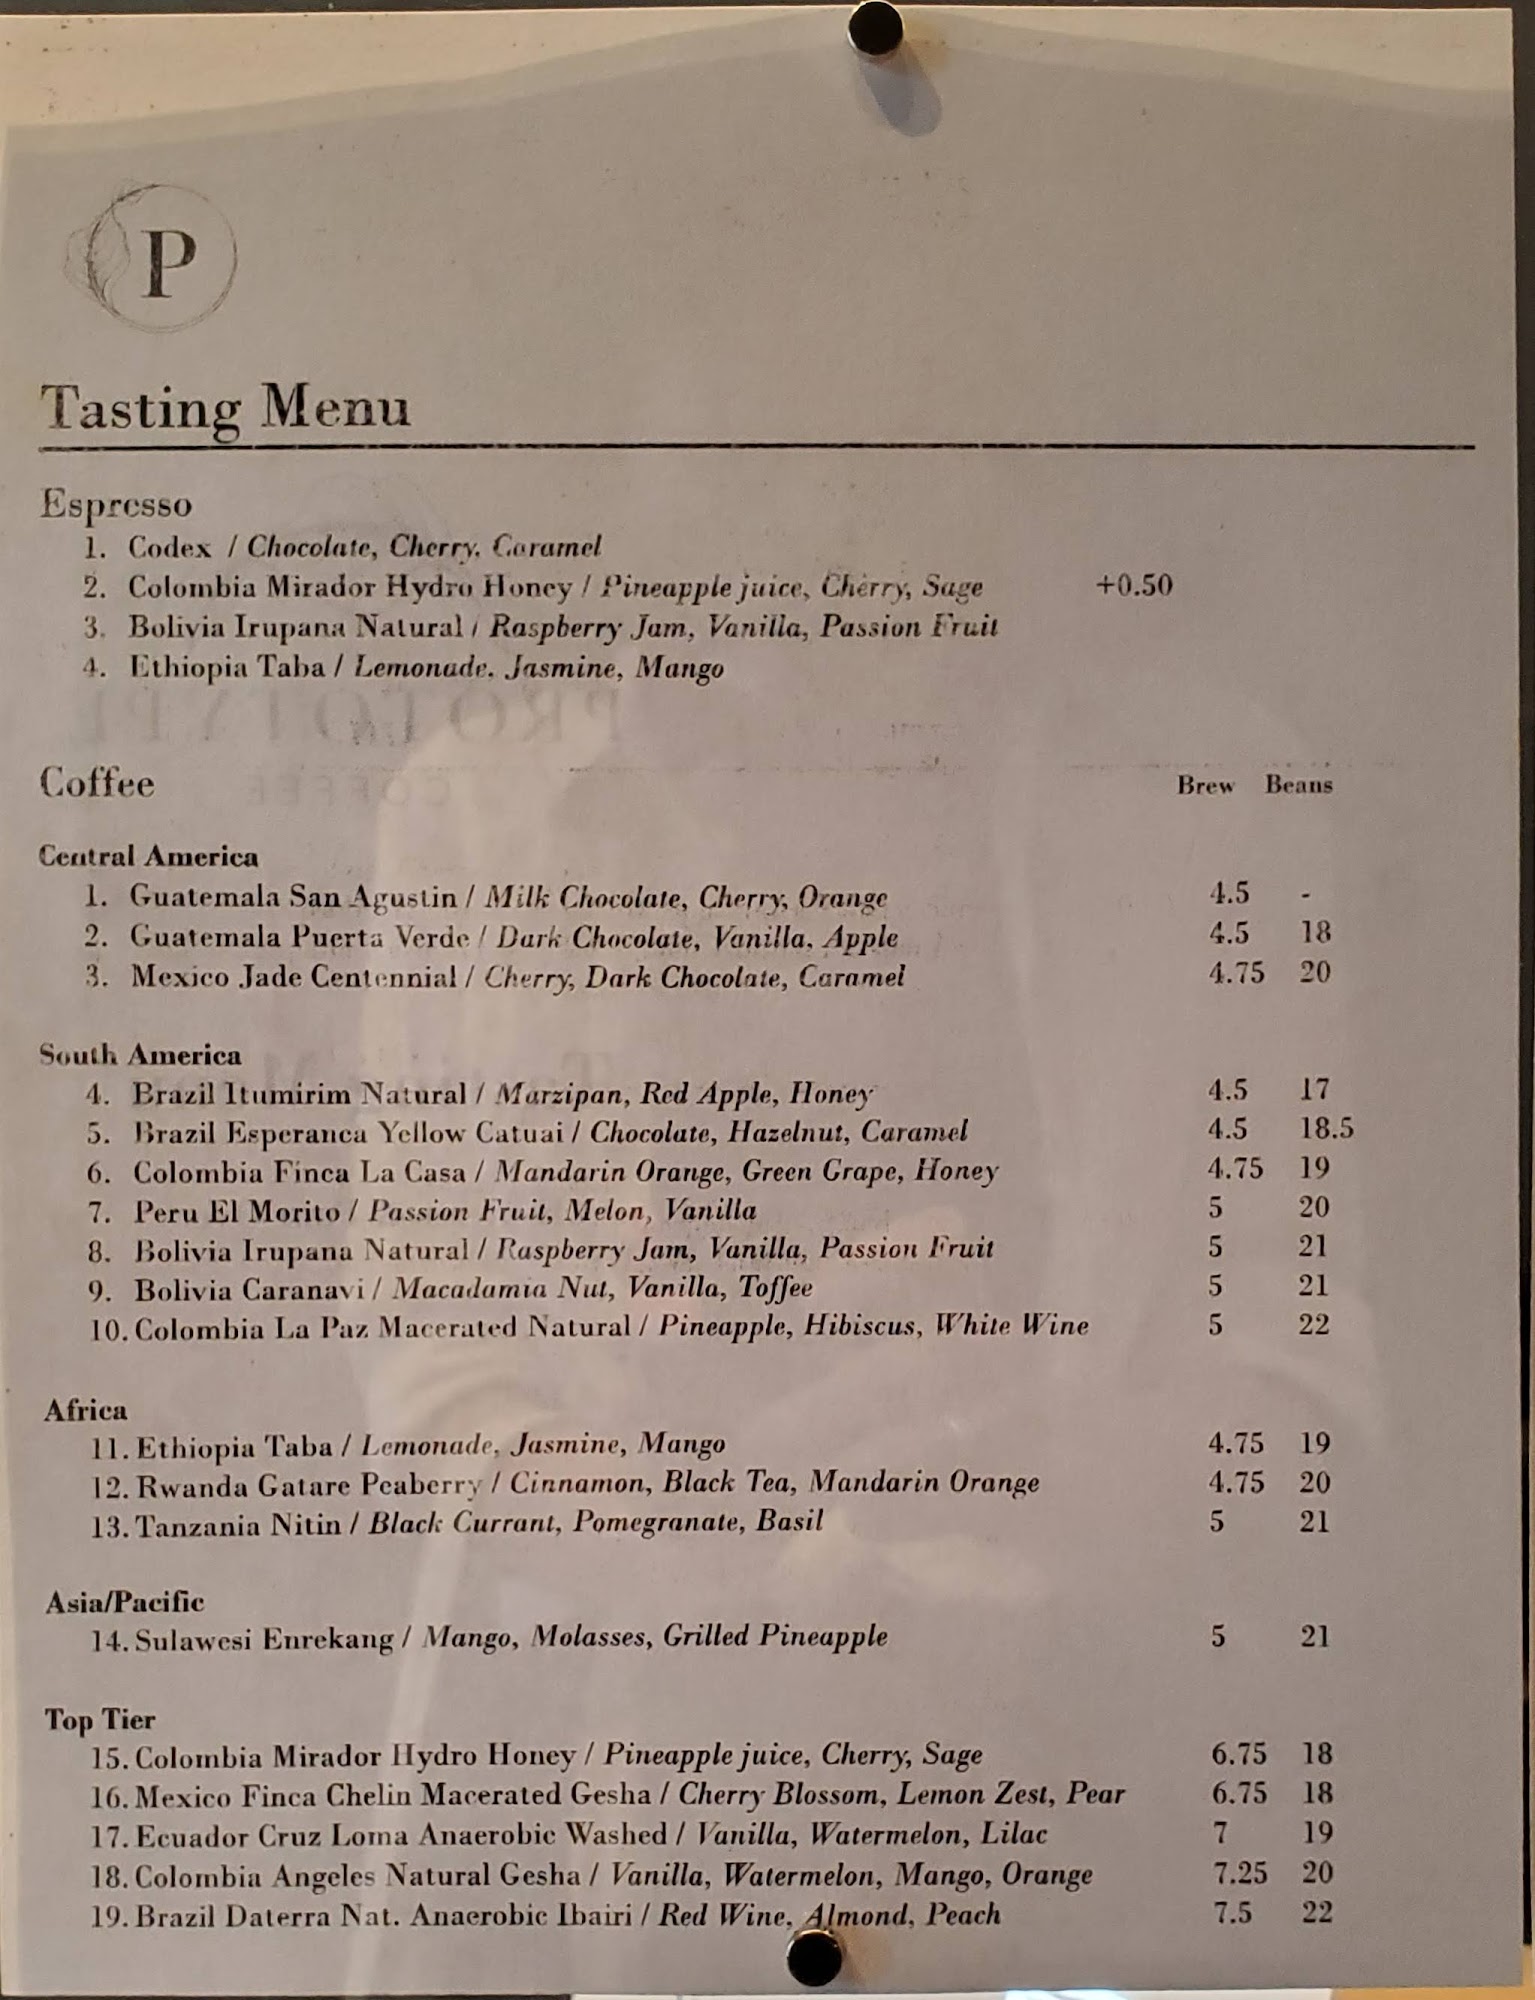 P
Tasting Menu
Espresso
1. Codex / Chocolate, Cherry, Caramel
2. Colombia Mirador Hydro Honey / Pineapple juice, Cherry, Sage +0.50
3. Bolivia Irupana Natural / Raspberry Jam, Vanilla, Passion Fruit
4. Ethiopia Taba / Lemonade, Jasmine, Mango
PROTOTYPE
COFFEE
Coffee Brew Beans
Central America
1. Guatemala San Agustin / Milk Chocolate, Cherry, Orange 4.5 -
2. Guatemala Puerta Verde / Dark Chocolate, Vanilla, Apple 4.5 18
3. Mexico Jade Centennial / Cherry, Dark Chocolate, Caramel 4.75 20
South America
4. Brazil Itumirim Natural / Marzipan, Red Apple, Honey 4.5 17
5. Brazil Esperanca Yellow Catuai / Chocolate, Hazelnut, Caramel 4.5 18.5
6. Colombia Finca La Casa / Mandarin Orange, Green Grape, Honey 4.75 19
7. Peru El Morito / Passion Fruit, Melon, Vanilla 5 20
8. Bolivia Irupana Natural / Raspberry Jam, Vanilla, Passion Fruit 5 21
9. Bolivia Caranavi / Macadamia Nut, Vanilla, Toffee 5 21
10. Colombia La Paz Macerated Natural / Pineapple, Hibiscus, White Wine 5 22
Africa
11. Ethiopia Taba / Lemonade, Jasmine, Mango 4.75 19
12. Rwanda Gatare Peaberry / Cinnamon, Black Tea, Mandarin Orange 4.75 20
13. Tanzania Nitin / Black Currant, Pomegranate, Basil 5 21
Asia/Pacific
14. Sulawesi Enrekang / Mango, Molasses, Grilled Pineapple 5 21
Top Tier
15. Colombia Mirador Hydro Honey / Pineapple juice, Cherry, Sage 6.75 18
16. Mexico Finca Chelin Macerated Gesha / Cherry Blossom, Lemon Zest, Pear 6.75 18
17. Ecuador Cruz Loma Anaerobic Washed / Vanilla, Watermelon, Lilac 7 19
18. Colombia Angeles Natural Gesha / Vanilla, Watermelon, Mango, Orange 7.25 20
19. Brazil Daterra Nat. Anaerobic Ibairi / Red Wine, Almond, Peach 7.5 22